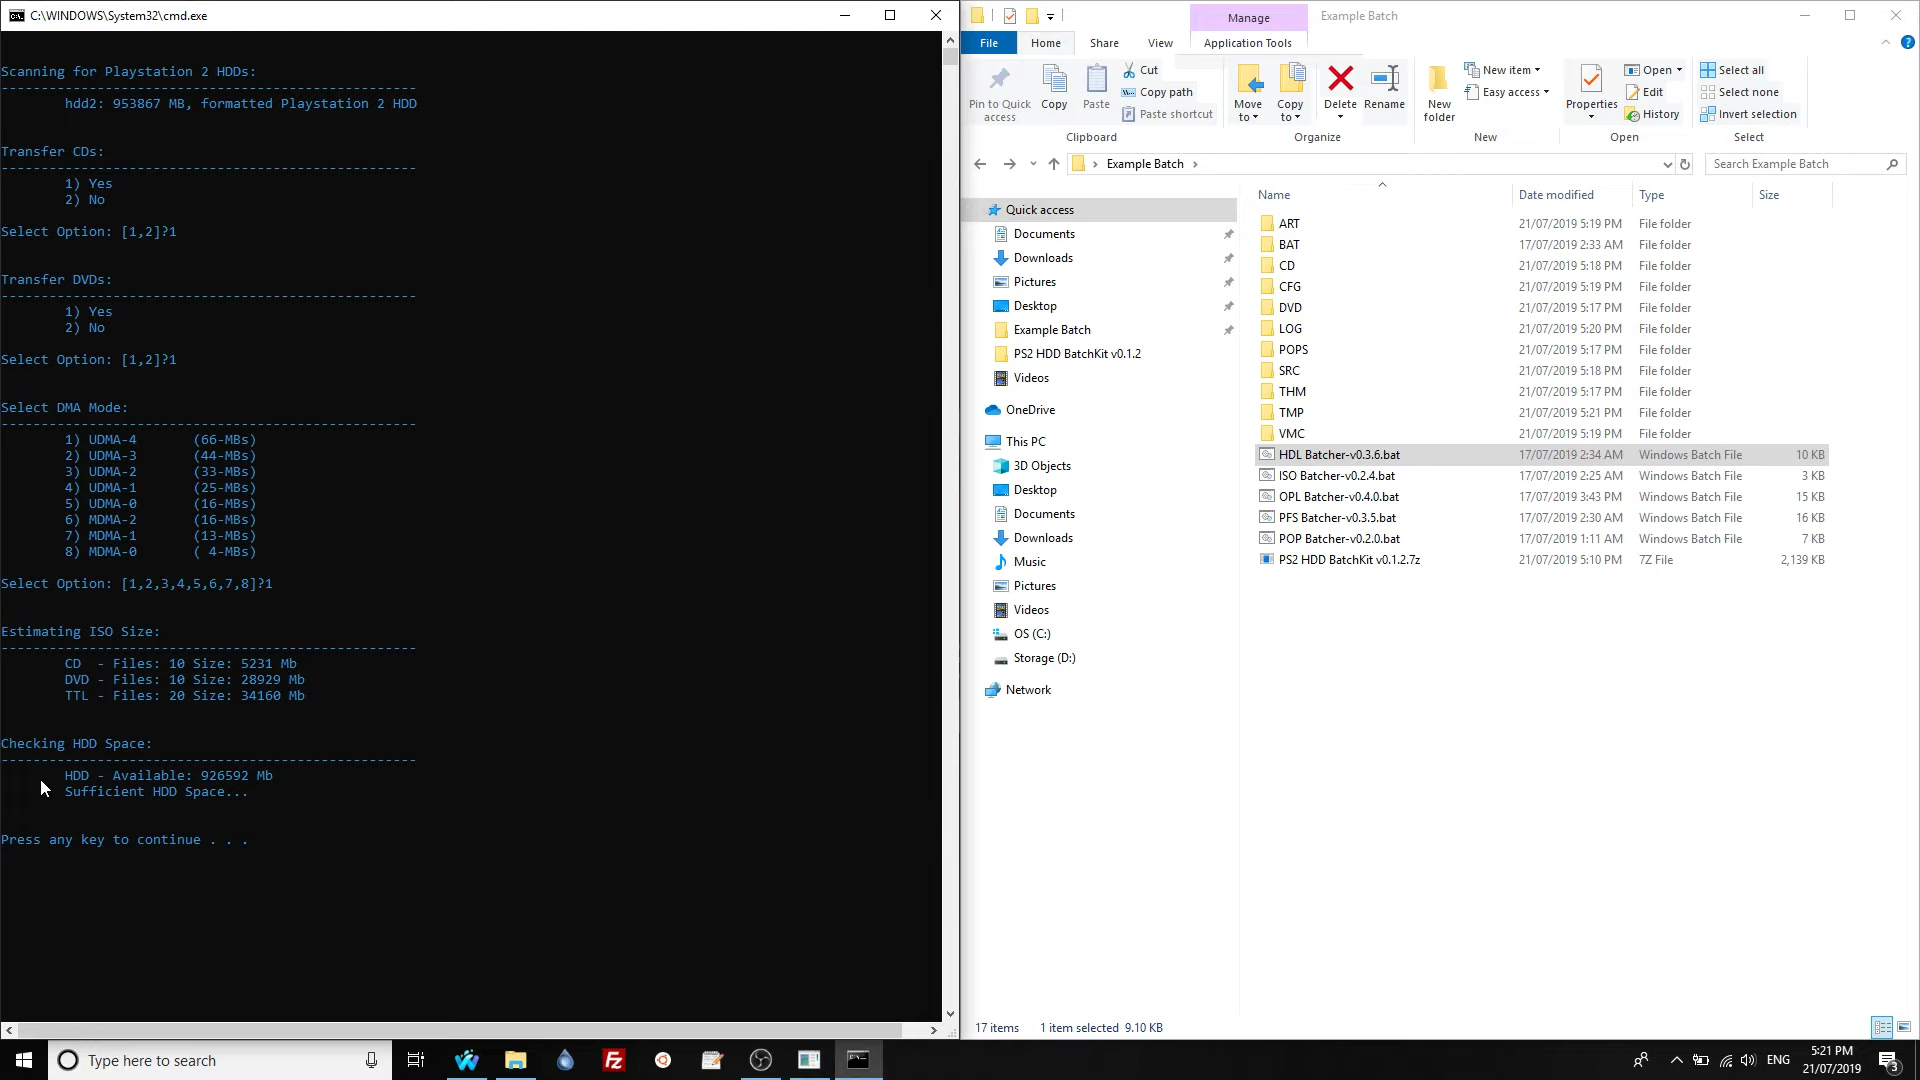 C:\WINDOWS\System32\cmd.exe
Scanning for Playstation 2 HDDs:
----------------------------------------------------
hdd2: 953867 MB, formatted Playstation 2 HDD
Transfer CDs:
----------------------------------------------------
1) Yes
2) No
Select Option: [1,2]?1
Transfer DVDs:
----------------------------------------------------
1) Yes
2) No
Select Option: [1,2]?1
Select DMA Mode:
----------------------------------------------------
1) UDMA-4 (66-MBs)
2) UDMA-3 (44-MBs)
3) UDMA-2 (33-MBs)
4) UDMA-1 (25-MBs)
5) UDMA-0 (16-MBs)
6) MDMA-2 (16-MBs)
7) MDMA-1 (13-MBs)
8) MDMA-0 ( 4-MBs)
Select Option: [1,2,3,4,5,6,7,8]?1
Estimating ISO Size:
----------------------------------------------------
CD - Files: 10 Size: 5231 Mb
DVD - Files: 10 Size: 28929 Mb
TTL - Files: 20 Size: 34160 Mb
Checking HDD Space:
----------------------------------------------------
HDD - Available: 926592 Mb
Sufficient HDD Space...
Press any key to continue . . .
Manage
Example Batch
File Home Share View Application Tools
Pin to Quick access
Copy
Paste
Cut
Copy path
Paste shortcut
Clipboard
Move to
Copy to
Delete
Rename
Organize
New folder
New item
Easy access
New
Properties
Open
Edit
History
Open
Select all
Select none
Invert selection
Select
Example Batch
Search Example Batch
Quick access
Documents
Downloads
Pictures
Desktop
Example Batch
PS2 HDD BatchKit v0.1.2
Videos
OneDrive
This PC
3D Objects
Desktop
Documents
Downloads
Music
Pictures
Videos
OS (C:)
Storage (D:)
Network
Name Date modified Type Size
ART 21/07/2019 5:19 PM File folder
BAT 17/07/2019 2:33 AM File folder
CD 21/07/2019 5:18 PM File folder
CFG 21/07/2019 5:19 PM File folder
DVD 21/07/2019 5:17 PM File folder
LOG 21/07/2019 5:20 PM File folder
POPS 21/07/2019 5:17 PM File folder
SRC 21/07/2019 5:18 PM File folder
THM 21/07/2019 5:17 PM File folder
TMP 21/07/2019 5:21 PM File folder
VMC 21/07/2019 5:19 PM File folder
HDL Batcher-v0.3.6.bat 17/07/2019 2:34 AM Windows Batch File 10 KB
ISO Batcher-v0.2.4.bat 17/07/2019 2:25 AM Windows Batch File 3 KB
OPL Batcher-v0.4.0.bat 17/07/2019 3:43 PM Windows Batch File 15 KB
PFS Batcher-v0.3.5.bat 17/07/2019 2:30 AM Windows Batch File 16 KB
POP Batcher-v0.2.0.bat 17/07/2019 1:11 AM Windows Batch File 7 KB
PS2 HDD BatchKit v0.1.2.7z 21/07/2019 5:10 PM 7Z File 2,139 KB
17 items 1 item selected 9.10 KB
Type here to search
Fz
ENG
5:21 PM
21/07/2019
3